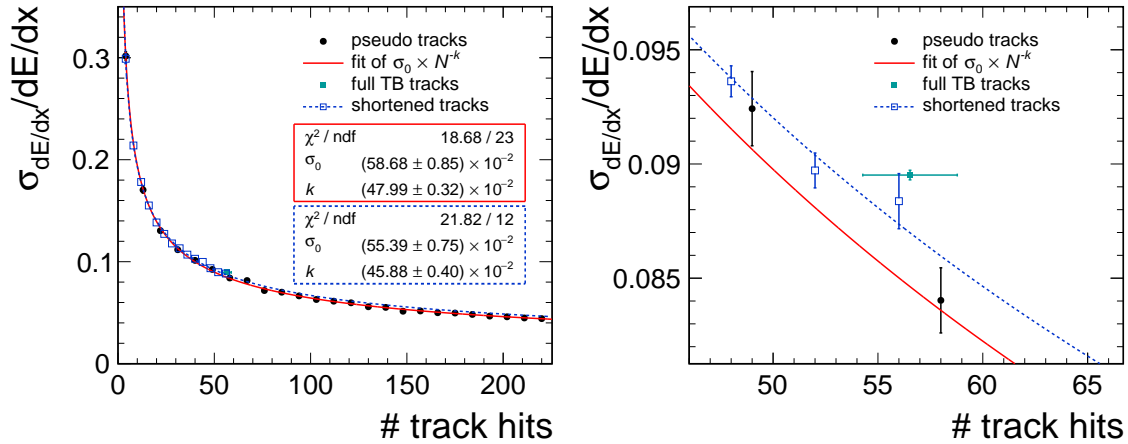 σ_dE/dx/dE/dx
0.3
0.2
0.1
0
0 50 100 150 200
# track hits
pseudo tracks
fit of σ₀ × N⁻ᵏ
full TB tracks
shortened tracks
χ² / ndf 18.68 / 23
σ₀ (58.68 ± 0.85) × 10⁻²
k (47.99 ± 0.32) × 10⁻²
χ² / ndf 21.82 / 12
σ₀ (55.39 ± 0.75) × 10⁻²
k (45.88 ± 0.40) × 10⁻²
σ_dE/dx/dE/dx
0.095
0.09
0.085
50 55 60 65
# track hits
pseudo tracks
fit of σ₀ × N⁻ᵏ
full TB tracks
shortened tracks